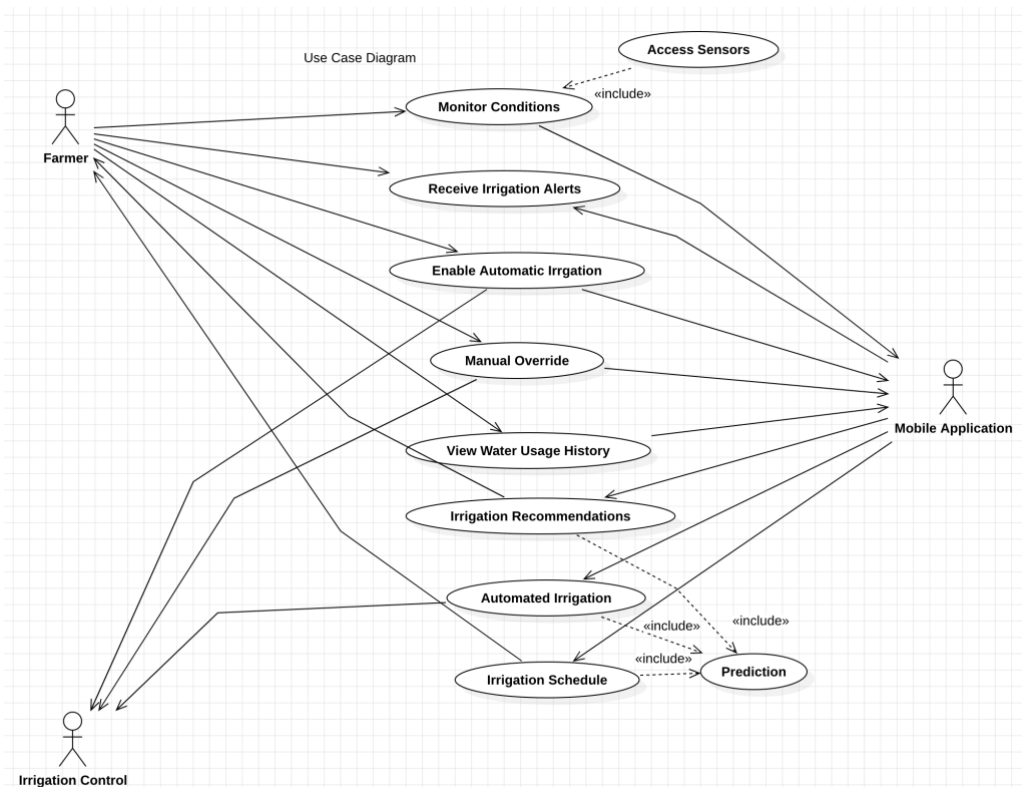 Use Case Diagram
Access Sensors
«include»
Monitor Conditions
Farmer
Receive Irrigation Alerts
Enable Automatic Irrgation
Manual Override
Mobile Application
View Water Usage History
Irrigation Recommendations
Automated Irrigation
«include»
«include»
«include»
Prediction
Irrigation Schedule
Irrigation Control